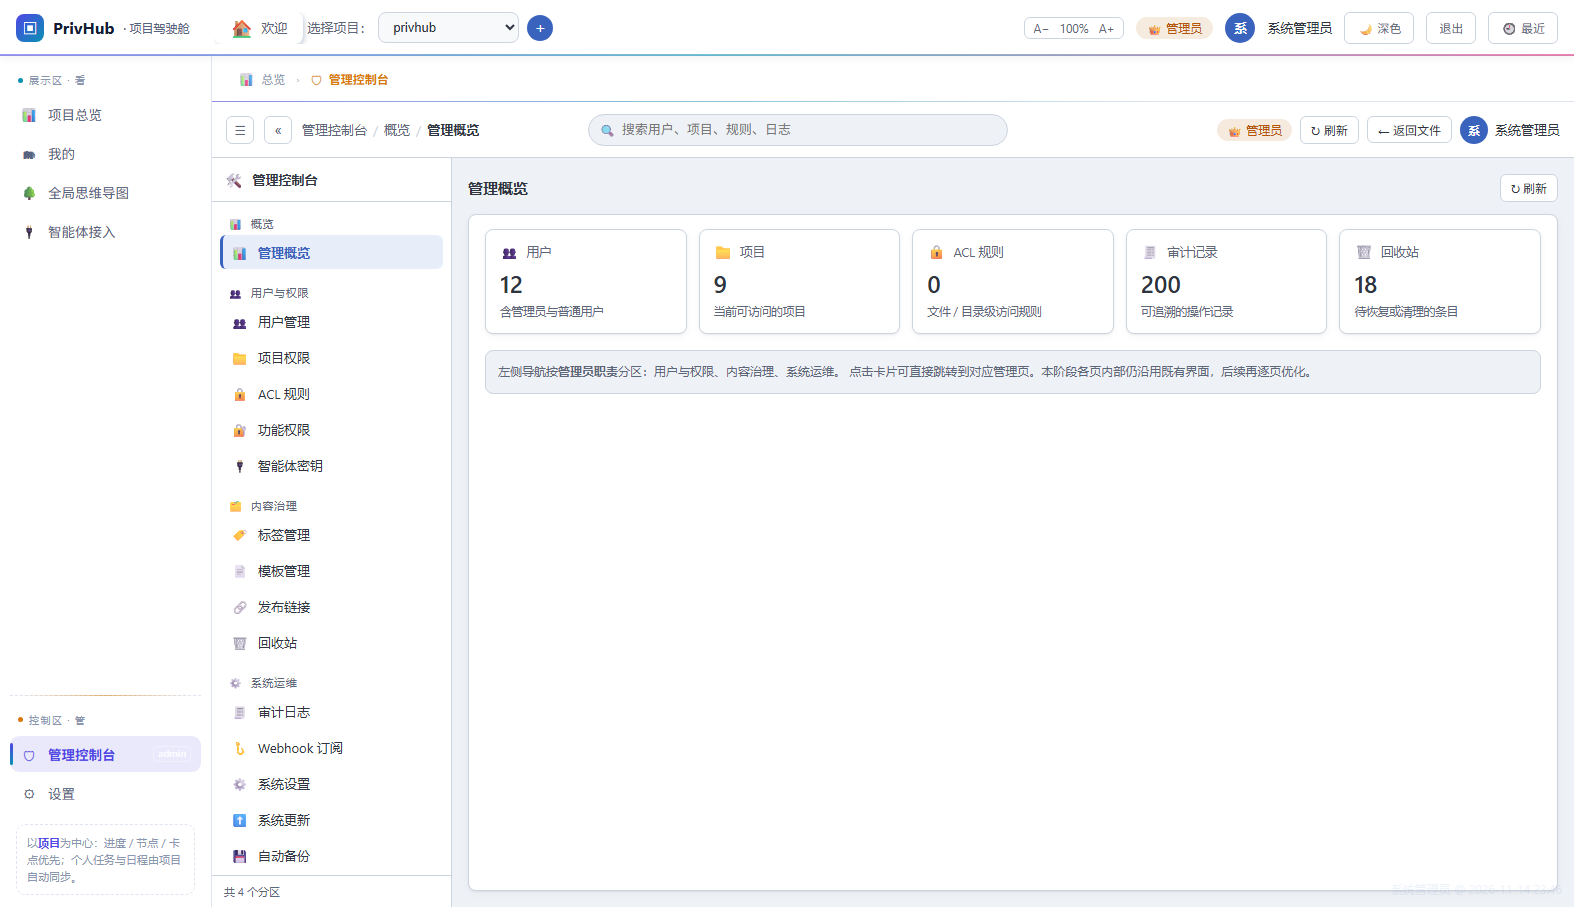 PrivHub · 项目驾驶舱
欢迎
选择项目：
privhub
+
A− 100% A+
管理员
系
系统管理员
深色
退出
最近
展示区 · 看
项目总览
我的
全局思维导图
智能体接入
总览 › 管理控制台
管理控制台 / 概览 / 管理概览
搜索用户、项目、规则、日志
管理员
↻ 刷新
← 返回文件
系
系统管理员
管理控制台
概览
管理概览
用户与权限
用户管理
项目权限
ACL 规则
功能权限
智能体密钥
内容治理
标签管理
模板管理
发布链接
回收站
系统运维
审计日志
Webhook 订阅
系统设置
系统更新
自动备份
共 4 个分区
管理概览
↻ 刷新
用户
12
含管理员与普通用户
项目
9
当前可访问的项目
ACL 规则
0
文件 / 目录级访问规则
审计记录
200
可追溯的操作记录
回收站
18
待恢复或清理的条目
左侧导航按管理员职责分区：用户与权限、内容治理、系统运维。 点击卡片可直接跳转到对应管理页。本阶段各页内部仍沿用既有界面，后续再逐页优化。
控制区 · 管
管理控制台 admin
设置
以项目为中心：进度 / 节点 / 卡
点优先；个人任务与日程由项目
自动同步。